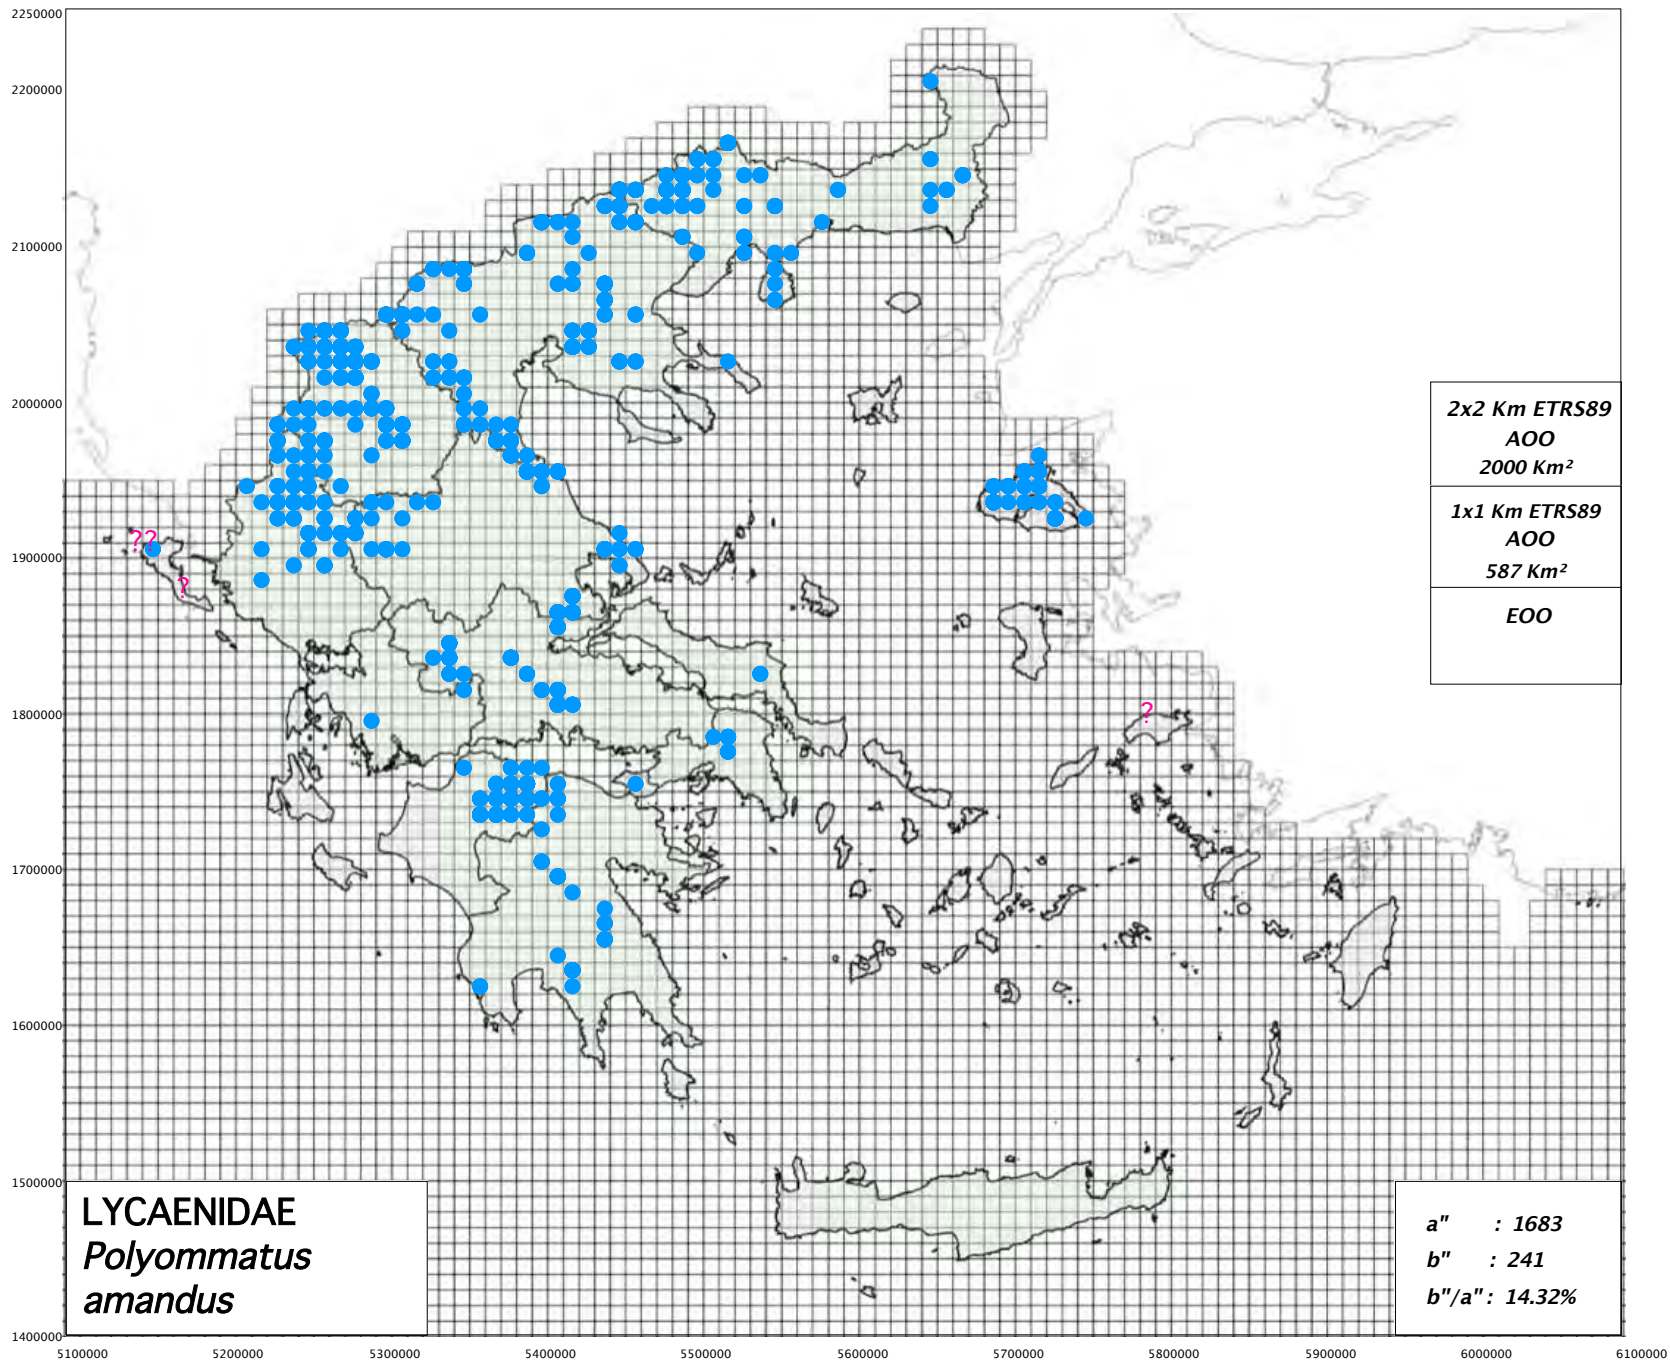 2250000
2200000
2100000
2000000
1900000
1800000
1700000
1600000
1500000
1400000
5100000 5200000 5300000 5400000 5500000 5600000 5700000 5800000 5900000 6000000 6100000
??
?
?
2x2 Km ETRS89
AOO
2000 Km²
1x1 Km ETRS89
AOO
587 Km²
EOO
LYCAENIDAE
Polyommatus
amandus
a" : 1683
b" : 241
b"/a" : 14.32%